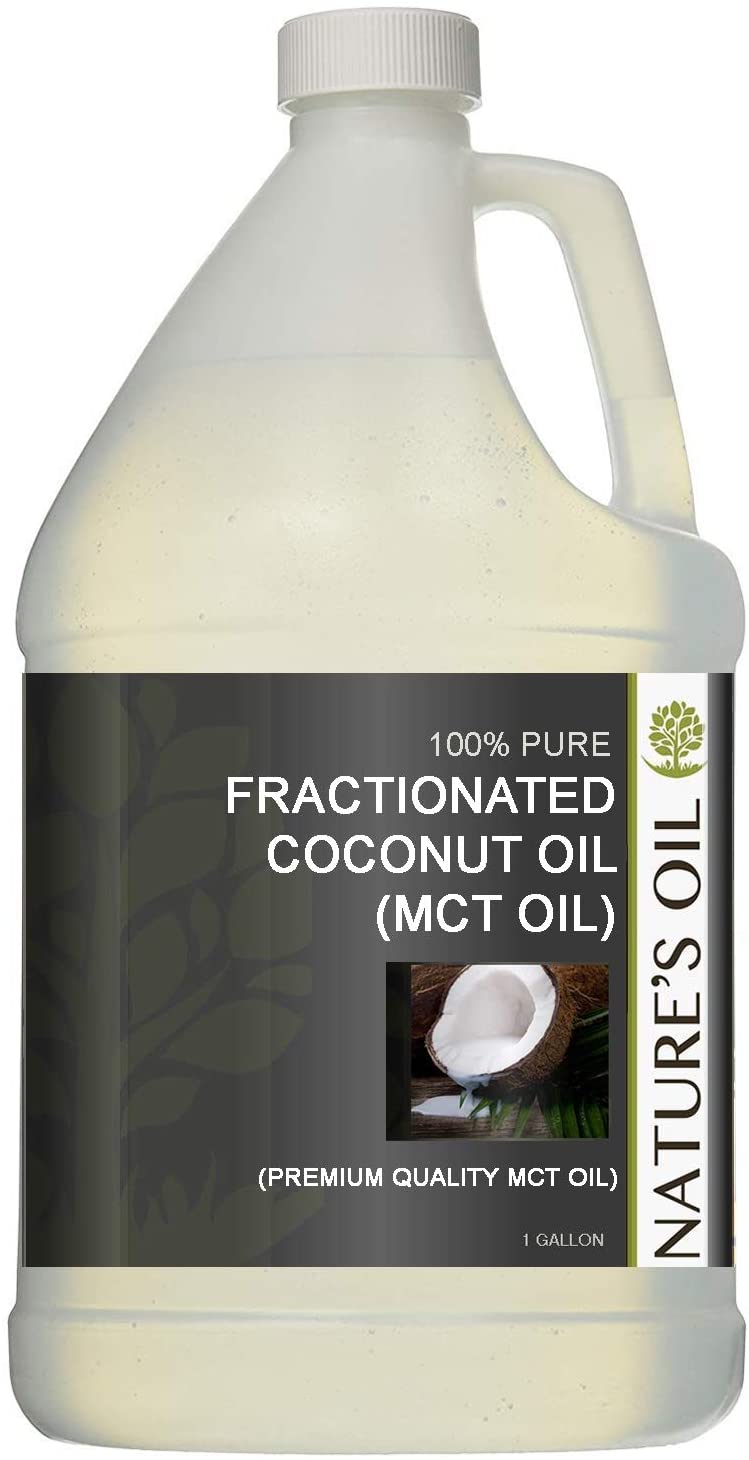 100% PURE
FRACTIONATED
COCONUT OIL
(MCT OIL)
(PREMIUM QUALITY MCT OIL)
1 GALLON
NATURE'S OIL